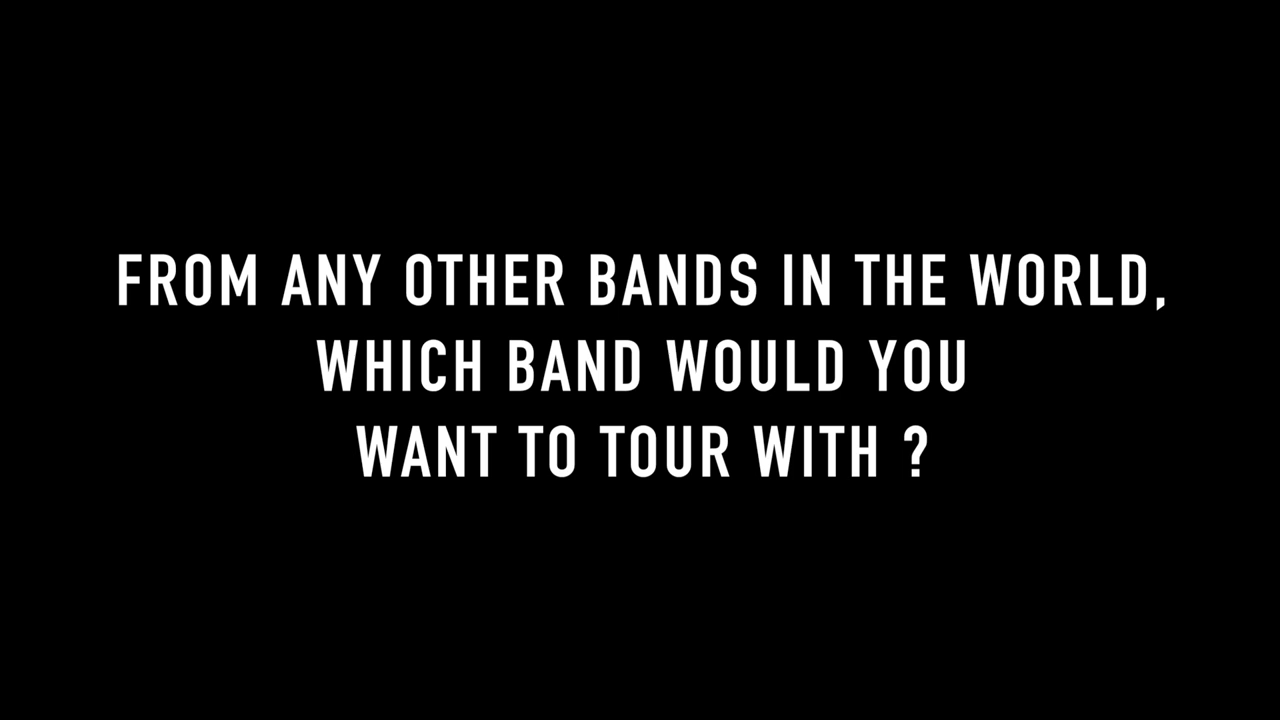 FROM ANY OTHER BANDS IN THE WORLD,
WHICH BAND WOULD YOU
WANT TO TOUR WITH ?